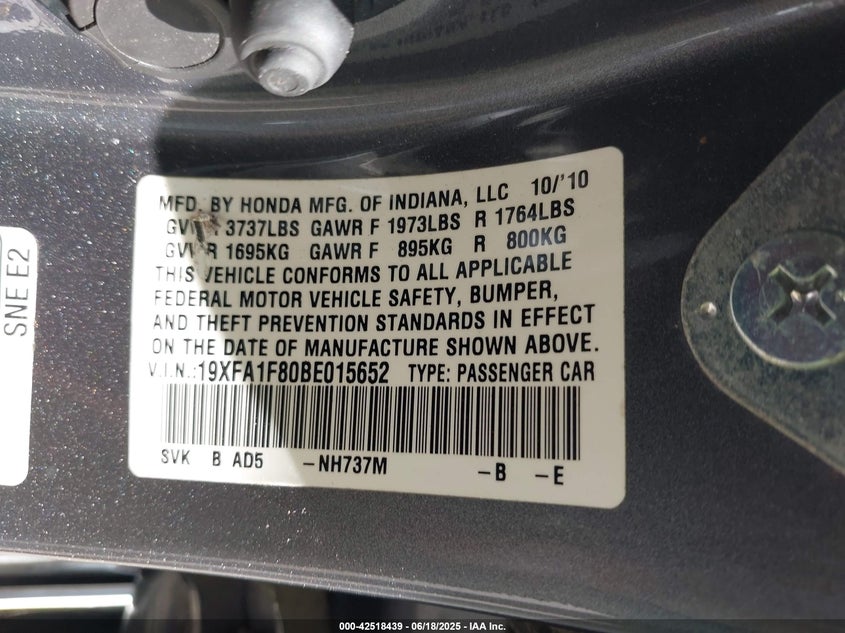 MFD. BY HONDA MFG. OF INDIANA, LLC 10/'10
GVWR 3737LBS GAWR F 1973LBS R 1764LBS
GVWR 1695KG GAWR F 895KG R 800KG
THIS VEHICLE CONFORMS TO ALL APPLICABLE
FEDERAL MOTOR VEHICLE SAFETY, BUMPER,
AND THEFT PREVENTION STANDARDS IN EFFECT
ON THE DATE OF MANUFACTURE SHOWN ABOVE.
V.I.N.:19XFA1F80BE015652 TYPE: PASSENGER CAR
SVK B AD5 -NH737M -B -E
SNE E2
000-42518439 - 06/18/2025 - IAA Inc.